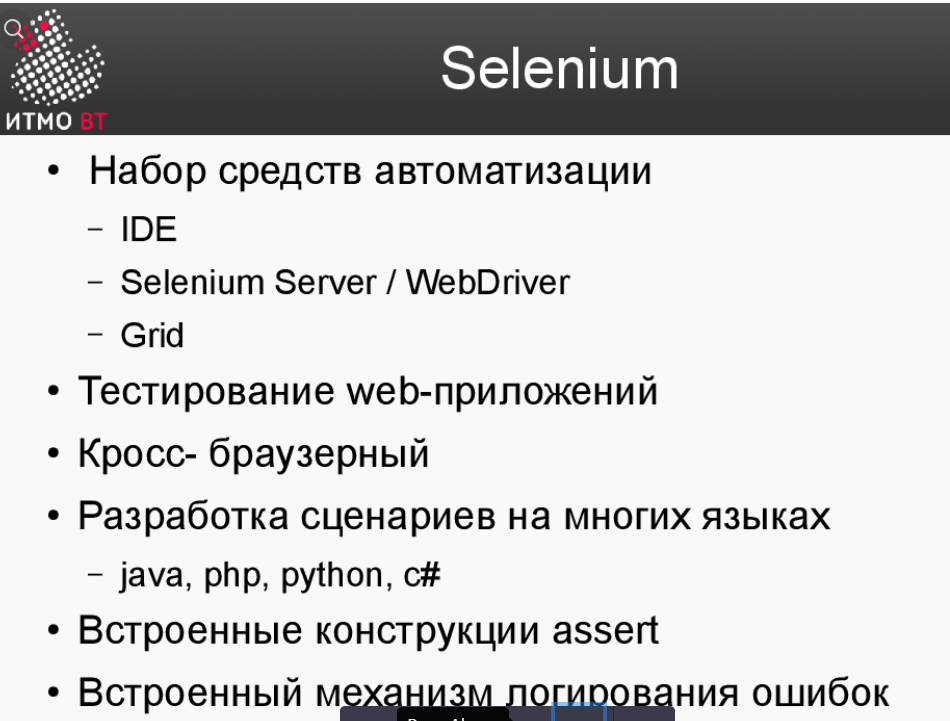 ИТМО ВТ
Selenium
• Набор средств автоматизации
– IDE
– Selenium Server / WebDriver
– Grid
• Тестирование web-приложений
• Кросс- браузерный
• Разработка сценариев на многих языках
– java, php, python, c#
• Встроенные конструкции assert
• Встроенный механизм логирования ошибок